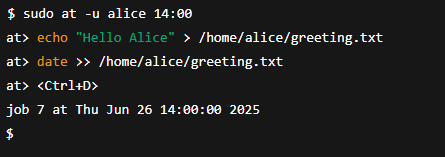 $ sudo at -u alice 14:00
at> echo "Hello Alice" > /home/alice/greeting.txt
at> date >> /home/alice/greeting.txt
at> <Ctrl+D>
job 7 at Thu Jun 26 14:00:00 2025
$